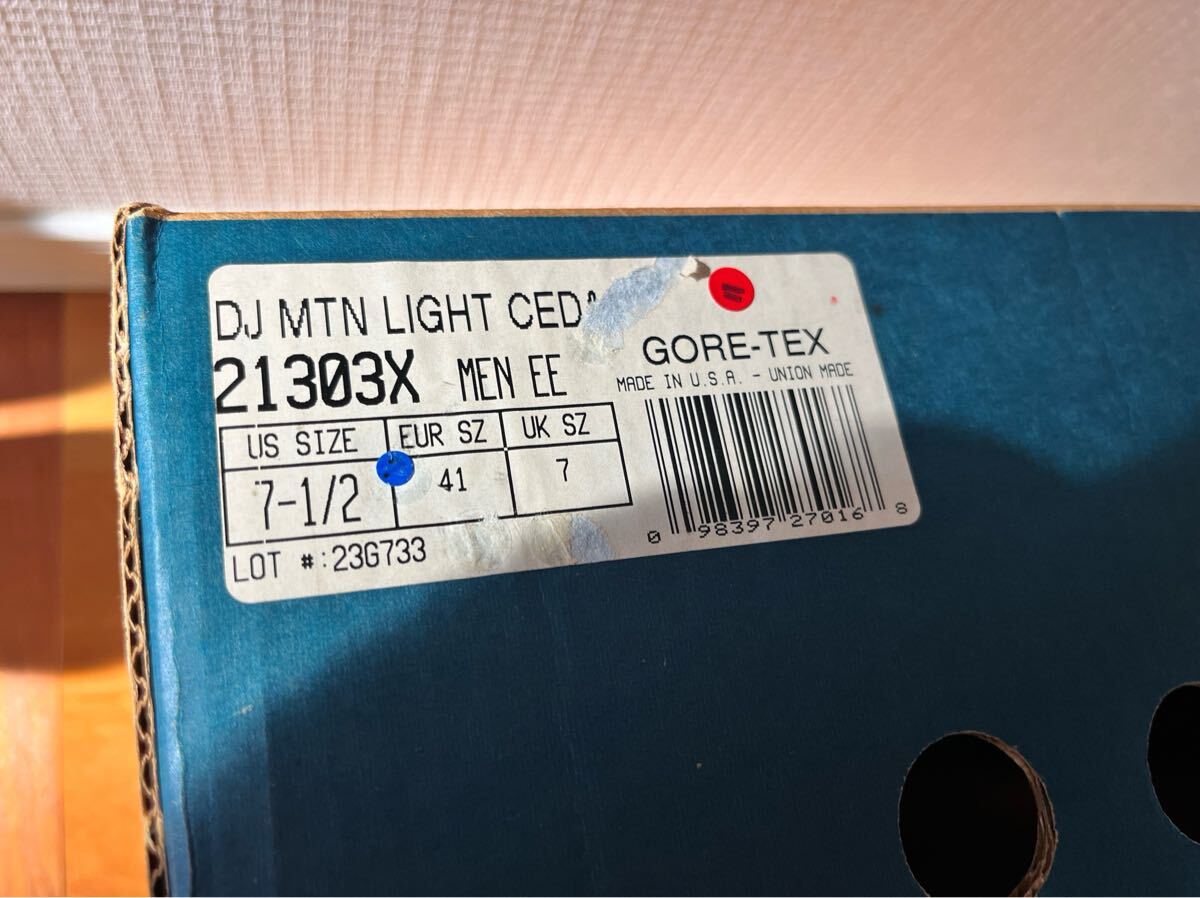 DJ MTN LIGHT CEDA
21303X MEN EE
US SIZE EUR SZ UK SZ
7-1/2 41 7
LOT #:23G733
GORE-TEX
MADE IN U.S.A. - UNION MADE
0 98397 27016 8